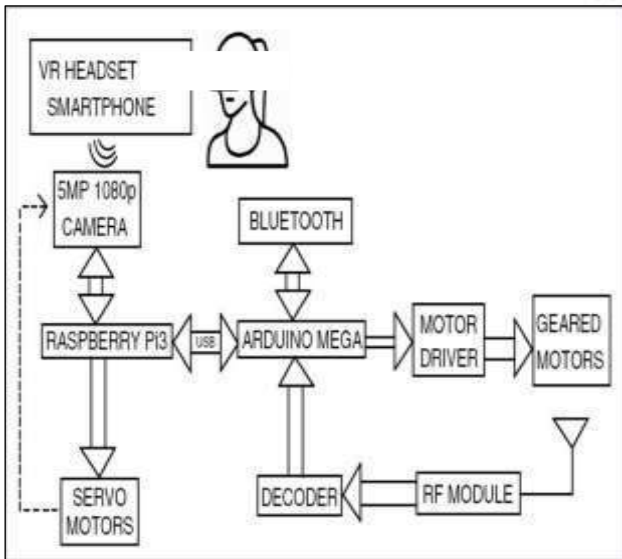 VR HEADSET
SMARTPHONE
5MP 1080p
CAMERA
BLUETOOTH
RASPBERRY Pi3
USB
ARDUINO MEGA
MOTOR
DRIVER
GEARED
MOTORS
SERVO
MOTORS
DECODER
RF MODULE